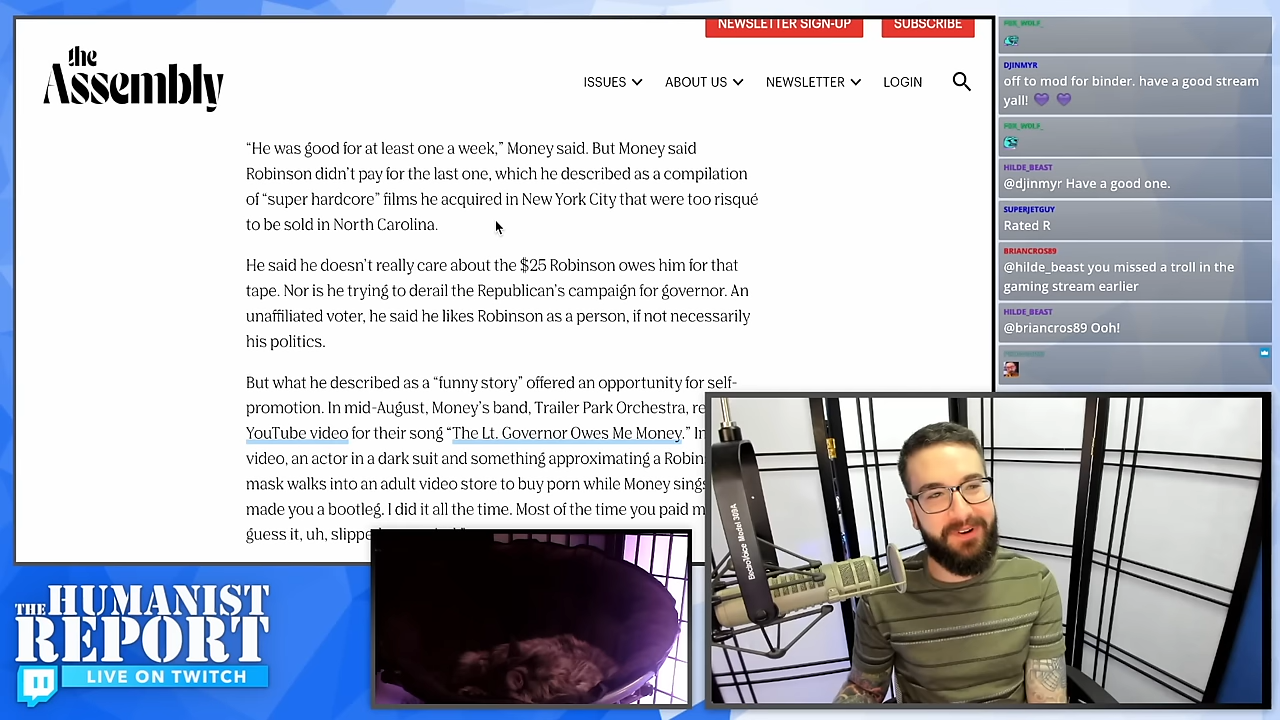 NEWSLETTER SIGN-UP
SUBSCRIBE
the
Assembly
ISSUES
ABOUT US
NEWSLETTER
LOGIN
“He was good for at least one a week,” Money said. But Money said
Robinson didn’t pay for the last one, which he described as a compilation
of “super hardcore” films he acquired in New York City that were too risqué
to be sold in North Carolina.
He said he doesn’t really care about the $25 Robinson owes him for that
tape. Nor is he trying to derail the Republican’s campaign for governor. An
unaffiliated voter, he said he likes Robinson as a person, if not necessarily
his politics.
But what he described as a “funny story” offered an opportunity for self-
promotion. In mid-August, Money’s band, Trailer Park Orchestra, re
YouTube video for their song “The Lt. Governor Owes Me Money.” In
video, an actor in a dark suit and something approximating a Robin
mask walks into an adult video store to buy porn while Money sings
made you a bootleg. I did it all the time. Most of the time you paid m
guess it, uh, slippe
FOX_WOLF_
DJINMYR
off to mod for binder. have a good stream
yall!
FOX_WOLF_
HILDE_BEAST
@djinmyr Have a good one.
SUPERJETGUY
Rated R
BRIANCROS89
@hilde_beast you missed a troll in the
gaming stream earlier
HILDE_BEAST
@briancros89 Ooh!
ElectroVoice Model 309A
THE HUMANIST
REPORT
LIVE ON TWITCH